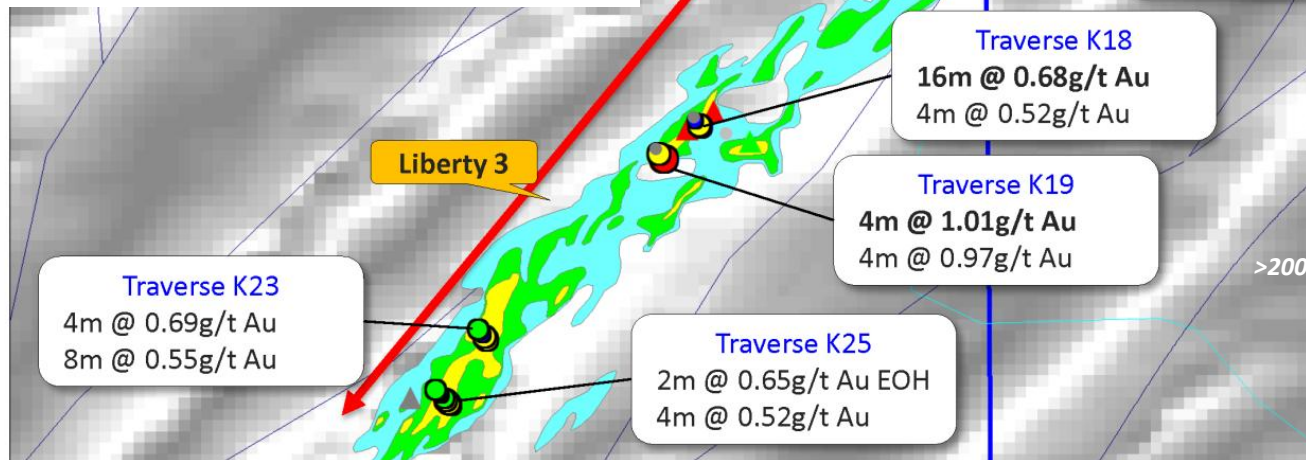 Traverse K18
16m @ 0.68g/t Au
4m @ 0.52g/t Au
Liberty 3
Traverse K19
4m @ 1.01g/t Au
4m @ 0.97g/t Au
>200
Traverse K23
4m @ 0.69g/t Au
8m @ 0.55g/t Au
Traverse K25
2m @ 0.65g/t Au EOH
4m @ 0.52g/t Au